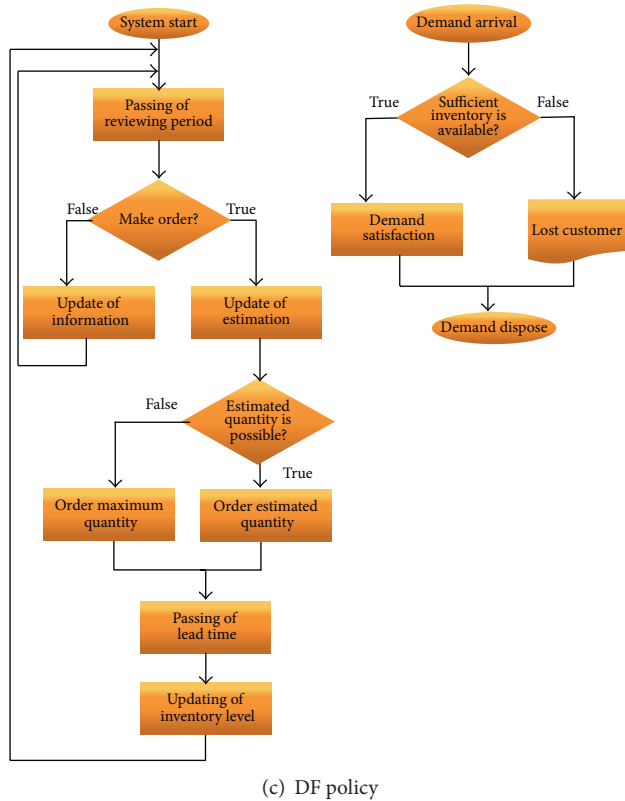 System start
Passing of
reviewing period
False
Make order?
True
Update of
information
Update of
estimation
False
Estimated
quantity is
possible?
True
Order maximum
quantity
Order estimated
quantity
Passing of
lead time
Updating of
inventory level
Demand arrival
True
Sufficient
inventory is
available?
False
Demand
satisfaction
Lost customer
Demand dispose
(c) DF policy